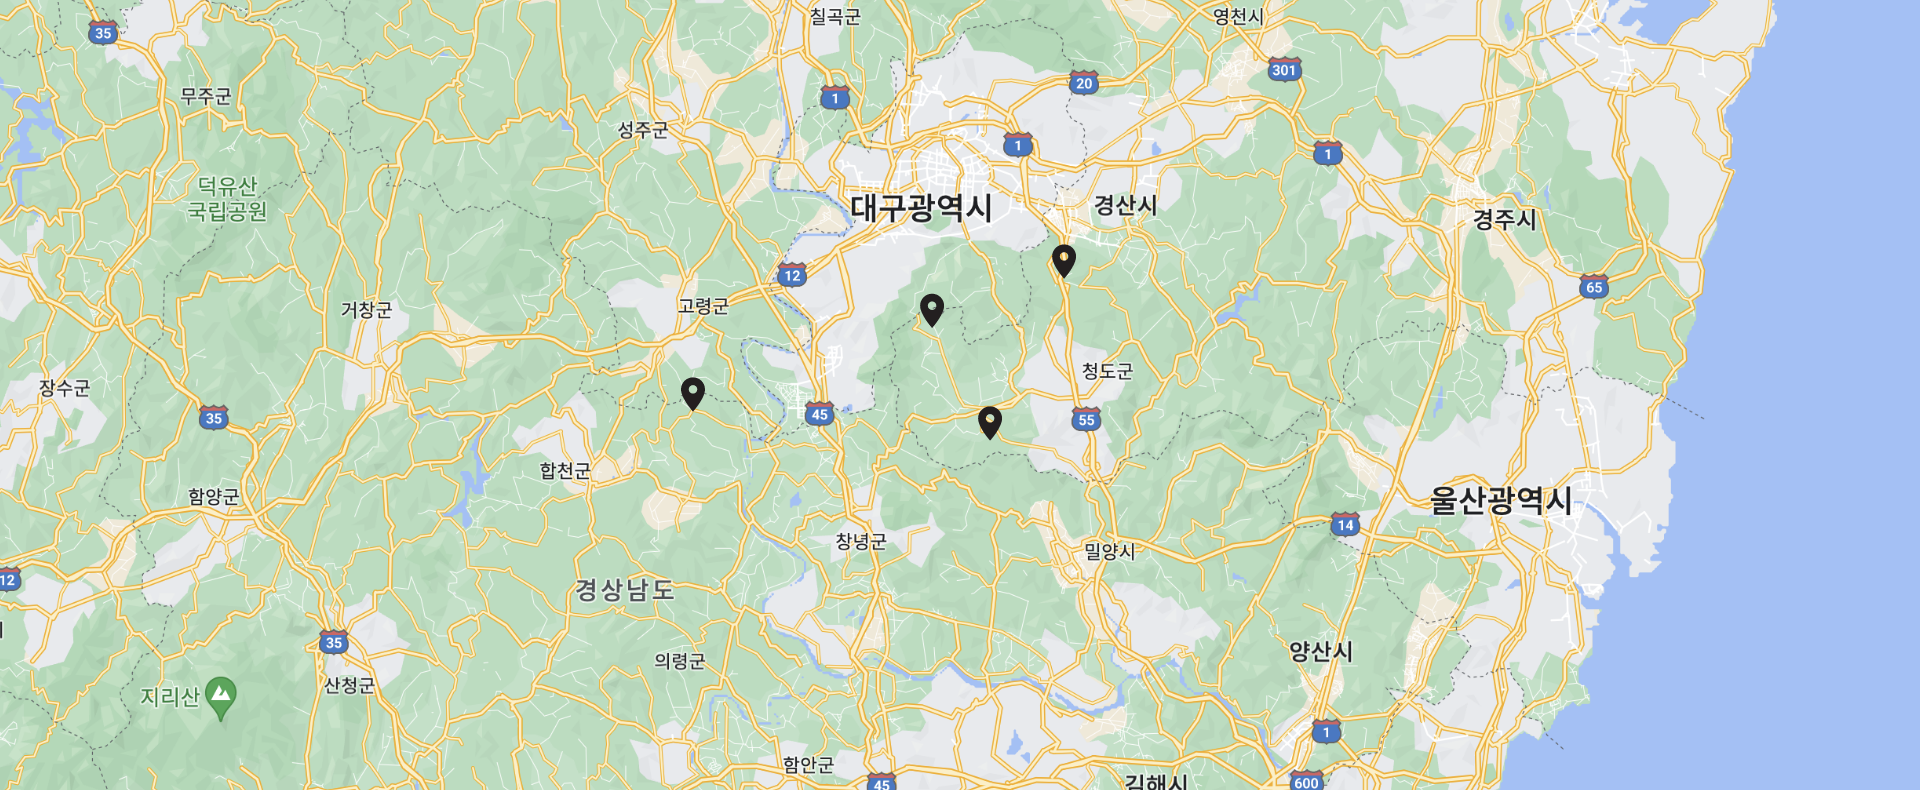 칠곡군
영천시
35
301
20
무주군
1
성주군
1
1
덕유산
국립공원
대구광역시
경산시
경주시
12
65
거창군
고령군
청도군
장수군
35
45
55
합천군
함양군
울산광역시
14
창녕군
밀양시
12
경상남도
35
양산시
의령군
산청군
지리산
1
함안군
45
김해시
600